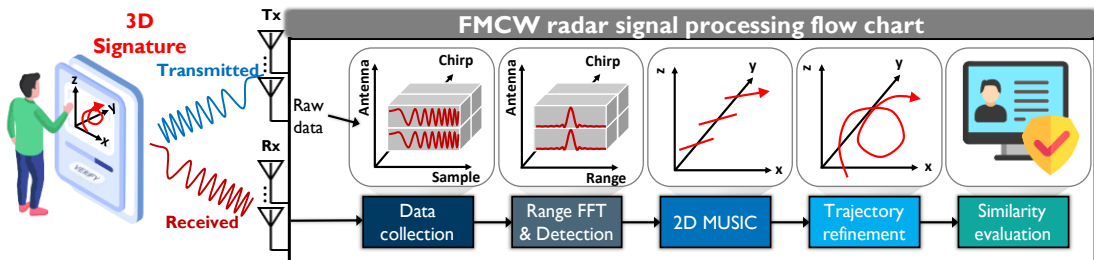 FMCW radar signal processing flow chart
3D
Signature
Transmitted
Received
z
y
x
VERIFY
Tx
Rx
Raw
data
Chirp
Antenna
Sample
Chirp
Antenna
Range
z
y
x
z
y
x
Data
collection
Range FFT
& Detection
2D MUSIC
Trajectory
refinement
Similarity
evaluation